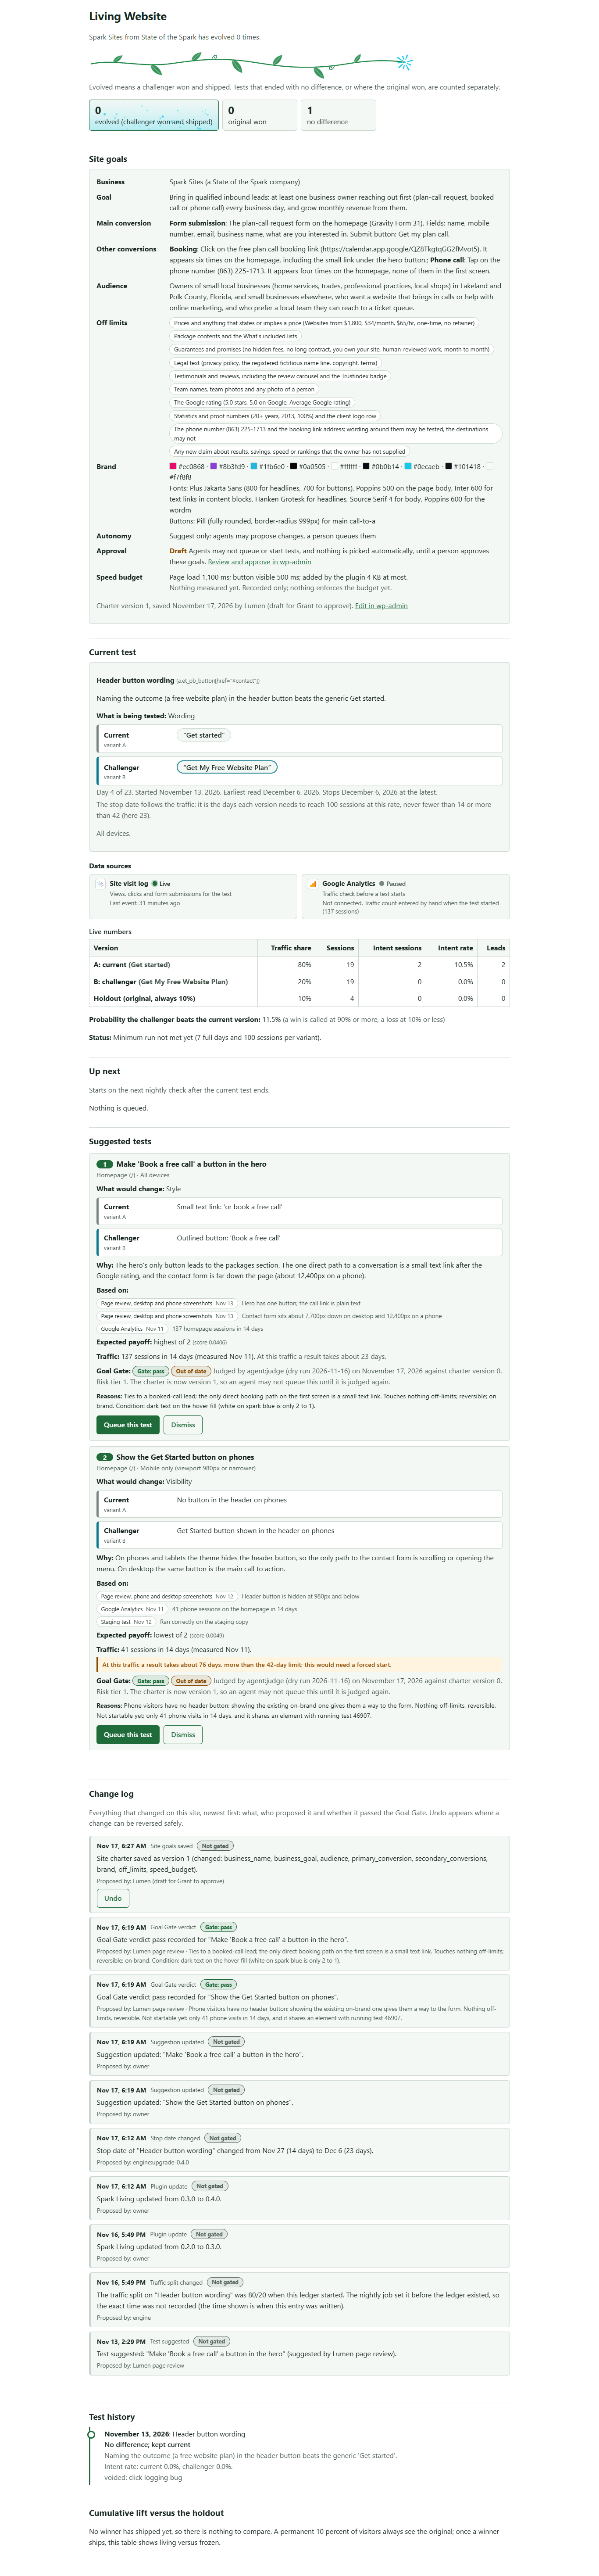 Living Website
Spark Sites from State of the Spark has evolved 0 times.
Evolved means a challenger won and shipped. Tests that ended with no difference, or where the original won, are counted separately.
0
evolved (challenger won and shipped)
0
original won
1
no difference
Site goals
Business
Spark Sites (a State of the Spark company)
Goal
Bring in qualified inbound leads: at least one business owner reaching out first (plan-call request, booked
call or phone call) every business day, and grow monthly revenue from them.
Main conversion
Form submission: The plan-call request form on the homepage (Gravity Form 31). Fields: name, mobile
number, email, business name, what are you interested in. Submit button: Get my plan call.
Other conversions
Booking: Click on the free plan call booking link (https://calendar.app.google/QZ8TkgtqGG2fMvot5). It
appears six times on the homepage, including the small link under the hero button.; Phone call: Tap on the
phone number (863) 225-1713. It appears four times on the homepage, none of them in the first screen.
Audience
Owners of small local businesses (home services, trades, professional practices, local shops) in Lakeland and
Polk County, Florida, and small businesses elsewhere, who want a website that brings in calls or help with
online marketing, and who prefer a local team they can reach to a ticket queue.
Off limits
Prices and anything that states or implies a price (Websites from $1,800, $34/month, $65/hr, one-time, no retainer)
Package contents and the What's included lists
Guarantees and promises (no hidden fees, no long contract, you own your site, human-reviewed work, month to month)
Legal text (privacy policy, the registered fictitious name line, copyright, terms)
Testimonials and reviews, including the review carousel and the Trustindex badge
Team names, team photos and any photo of a person
The Google rating (5.0 stars, 5.0 on Google, Average Google rating)
Statistics and proof numbers (20+ years, 2013, 100%) and the client logo row
The phone number (863) 225-1713 and the booking link address; wording around them may be tested, the destinations
may not
Any new claim about results, savings, speed or rankings that the owner has not supplied
Brand
#ec0868 · #8b3fd9 · #1fb6e0 · #0a0505 · #ffffff · #0b0b14 · #0ecaeb · #101418 ·
#f7f8f8
Fonts: Plus Jakarta Sans (800 for headlines, 700 for buttons), Poppins 500 on the page body, Inter 600 for
text links in content blocks, Hanken Grotesk for headlines, Source Serif 4 for body, Poppins 600 for the
wordm
Buttons: Pill (fully rounded, border-radius 999px) for main call-to-a
Autonomy
Suggest only: agents may propose changes, a person queues them
Approval
Draft Agents may not queue or start tests, and nothing is picked automatically, until a person approves
these goals. Review and approve in wp-admin
Speed budget
Page load 1,100 ms; button visible 500 ms; added by the plugin 4 KB at most.
Nothing measured yet. Recorded only; nothing enforces the budget yet.
Charter version 1, saved November 17, 2026 by Lumen (draft for Grant to approve). Edit in wp-admin
Current test
Header button wording (a.et_pb_button[href="#contact"])
Naming the outcome (a free website plan) in the header button beats the generic Get started.
What is being tested: Wording
Current
variant A
"Get started"
Challenger
variant B
"Get My Free Website Plan"
Day 4 of 23. Started November 13, 2026. Earliest read December 6, 2026. Stops December 6, 2026 at the latest.
The stop date follows the traffic: it is the days each version needs to reach 100 sessions at this rate, never fewer than 14 or more
than 42 (here 23).
All devices.
Data sources
Site visit log Live
Views, clicks and form submissions for the test
Last event: 31 minutes ago
Google Analytics Paused
Traffic check before a test starts
Not connected. Traffic count entered by hand when the test started
(137 sessions)
Live numbers
Version Traffic share Sessions Intent sessions Intent rate Leads
A: current (Get started) 80% 19 2 10.5% 2
B: challenger (Get My Free Website Plan) 20% 19 0 0.0% 0
Holdout (original, always 10%) 10% 4 0 0.0% 0
Probability the challenger beats the current version: 11.5% (a win is called at 90% or more, a loss at 10% or less)
Status: Minimum run not met yet (7 full days and 100 sessions per variant).
Up next
Starts on the next nightly check after the current test ends.
Nothing is queued.
Suggested tests
1 Make 'Book a free call' a button in the hero
Homepage (/) · All devices
What would change: Style
Current
variant A
Small text link: 'or book a free call'
Challenger
variant B
Outlined button: 'Book a free call'
Why: The hero's only button leads to the packages section. The one direct path to a conversation is a small text link after the
Google rating, and the contact form is far down the page (about 12,400px on a phone).
Based on:
Page review, desktop and phone screenshots Nov 13 Hero has one button; the call link is plain text
Page review, desktop and phone screenshots Nov 13 Contact form sits about 7,700px down on desktop and 12,400px on a phone
Google Analytics Nov 11 137 homepage sessions in 14 days
Expected payoff: highest of 2 (score 0.0406)
Traffic: 137 sessions in 14 days (measured Nov 11). At this traffic a result takes about 23 days.
Goal Gate: Gate: pass Out of date Judged by agent:judge (dry run 2026-11-16) on November 17, 2026 against charter version 0.
Risk tier 1. The charter is now version 1, so an agent may not queue this until it is judged again.
Reasons: Ties to a booked-call lead; the only direct booking path on the first screen is a small text link. Touches nothing off-limits; reversible; on
brand. Condition: dark text on the hover fill (white on spark blue is only 2 to 1).
Queue this test
Dismiss
2 Show the Get Started button on phones
Homepage (/) · Mobile only (viewport 980px or narrower)
What would change: Visibility
Current
variant A
No button in the header on phones
Challenger
variant B
Get Started button shown in the header on phones
Why: On phones and tablets the theme hides the header button, so the only path to the contact form is scrolling or opening the
menu. On desktop the same button is the main call to action.
Based on:
Page review, phone and desktop screenshots Nov 12 Header button is hidden at 980px and below
Google Analytics Nov 11 41 phone sessions on the homepage in 14 days
Staging test Nov 12 Ran correctly on the staging copy
Expected payoff: lowest of 2 (score 0.0049)
Traffic: 41 sessions in 14 days (measured Nov 11).
At this traffic a result takes about 76 days, more than the 42-day limit; this would need a forced start.
Goal Gate: Gate: pass Out of date Judged by agent:judge (dry run 2026-11-16) on November 17, 2026 against charter version 0.
Risk tier 1. The charter is now version 1, so an agent may not queue this until it is judged again.
Reasons: Phone visitors have no header button; showing the existing on-brand one gives them a way to the form. Nothing off-limits, reversible.
Not startable yet: only 41 phone visits in 14 days, and it shares an element with running test 46907.
Queue this test
Dismiss
Change log
Everything that changed on this site, newest first: what, who proposed it and whether it passed the Goal Gate. Undo appears where a
change can be reversed safely.
Nov 17, 6:27 AM Site goals saved Not gated
Site charter saved as version 1 (changed: business_name, business_goal, audience, primary_conversion, secondary_conversions,
brand, off_limits, speed_budget).
Proposed by: Lumen (draft for Grant to approve)
Undo
Nov 17, 6:19 AM Goal Gate verdict Gate: pass
Goal Gate verdict pass recorded for "Make 'Book a free call' a button in the hero".
Proposed by: Lumen page review · Ties to a booked-call lead; the only direct booking path on the first screen is a small text link. Touches nothing off-limits;
reversible; on brand. Condition: dark text on the hover fill (white on spark blue is only 2 to 1).
Nov 17, 6:19 AM Goal Gate verdict Gate: pass
Goal Gate verdict pass recorded for "Show the Get Started button on phones".
Proposed by: Lumen page review · Phone visitors have no header button; showing the existing on-brand one gives them a way to the form. Nothing off-
limits, reversible. Not startable yet: only 41 phone visits in 14 days, and it shares an element with running test 46907.
Nov 17, 6:19 AM Suggestion updated Not gated
Suggestion updated: "Make 'Book a free call' a button in the hero".
Proposed by: owner
Nov 17, 6:19 AM Suggestion updated Not gated
Suggestion updated: "Show the Get Started button on phones".
Proposed by: owner
Nov 17, 6:12 AM Stop date changed Not gated
Stop date of "Header button wording" changed from Nov 27 (14 days) to Dec 6 (23 days).
Proposed by: engine:upgrade-0.4.0
Nov 17, 6:12 AM Plugin update Not gated
Spark Living updated from 0.3.0 to 0.4.0.
Proposed by: owner
Nov 16, 5:49 PM Plugin update Not gated
Spark Living updated from 0.2.0 to 0.3.0.
Proposed by: owner
Nov 16, 5:49 PM Traffic split changed Not gated
The traffic split on "Header button wording" was 80/20 when this ledger started. The nightly job set it before the ledger existed, so
the exact time was not recorded (the time shown is when this entry was written).
Proposed by: engine
Nov 13, 2:29 PM Test suggested Not gated
Test suggested: "Make 'Book a free call' a button in the hero" (suggested by Lumen page review).
Proposed by: Lumen page review
Test history
November 13, 2026: Header button wording
No difference; kept current
Naming the outcome (a free website plan) in the header button beats the generic 'Get started'.
Intent rate: current 0.0%, challenger 0.0%.
voided: click logging bug
Cumulative lift versus the holdout
No winner has shipped yet, so there is nothing to compare. A permanent 10 percent of visitors always see the original; once a winner
ships, this table shows living versus frozen.